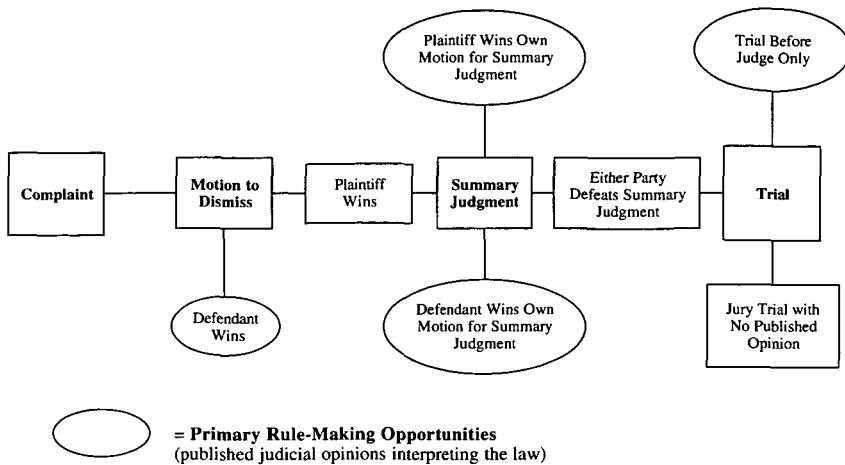 Plaintiff Wins Own
Motion for Summary
Judgment
Trial Before
Judge Only
Complaint
Motion to
Dismiss
Plaintiff
Wins
Summary
Judgment
Either Party
Defeats Summary
Judgment
Trial
Defendant
Wins
Defendant Wins Own
Motion for Summary
Judgment
Jury Trial with
No Published
Opinion
= Primary Rule-Making Opportunities
(published judicial opinions interpreting the law)